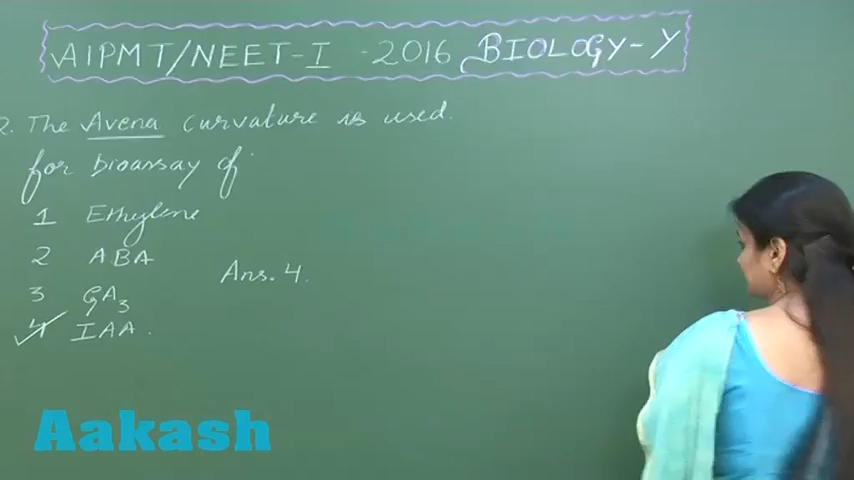 AIPMT/NEET-I -2016 BIOLOGY-Y
2. The Avena curvature is used.
for bioassay of
1 Ethylene
2 ABA
3 GA3
4 IAA.
Ans. 4.
Aakash